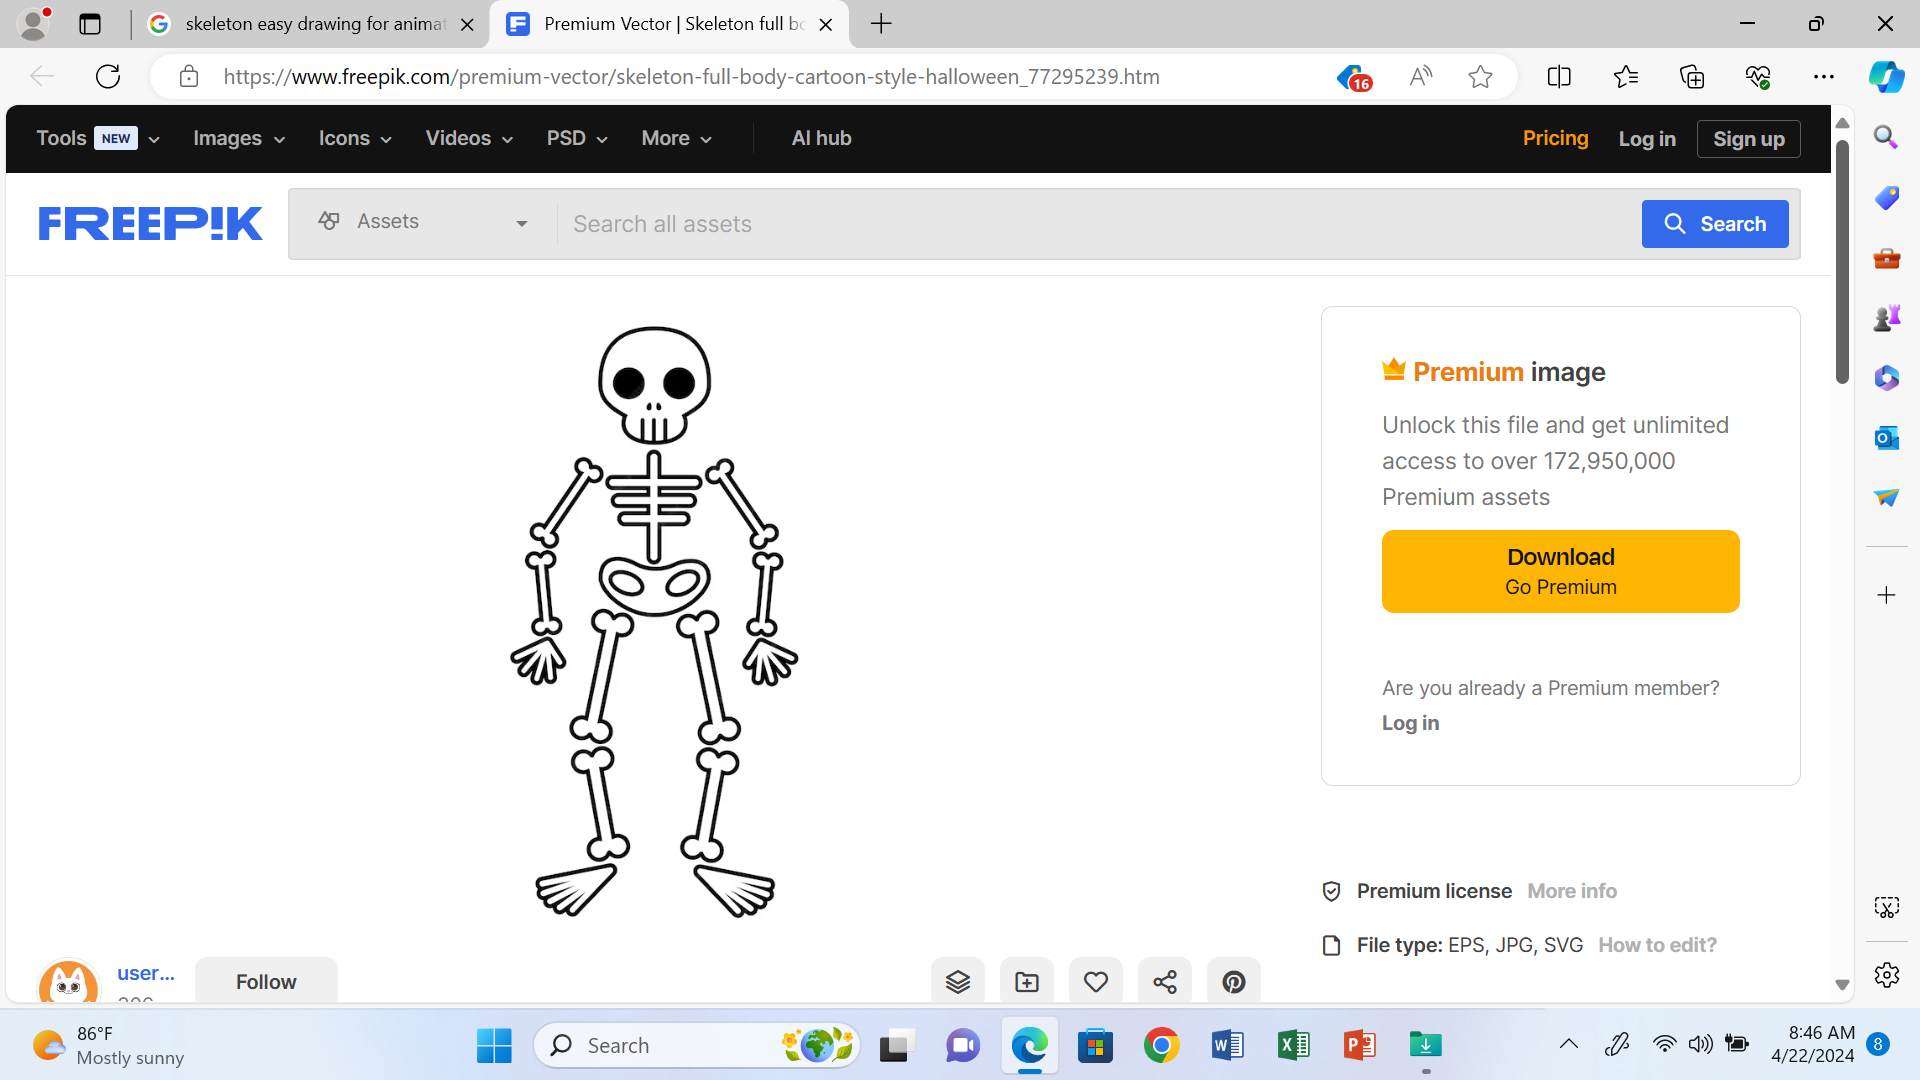 skeleton easy drawing for animat
Premium Vector | Skeleton full bo
https://www.freepik.com/premium-vector/skeleton-full-body-cartoon-style-halloween_77295239.htm
16
Tools NEW Images Icons Videos PSD More AI hub Pricing Log in Sign up
FREEPIK Assets Search all assets Search
Premium image
Unlock this file and get unlimited
access to over 172,950,000
Premium assets
Download
Go Premium
Are you already a Premium member?
Log in
Premium license More info
File type: EPS, JPG, SVG How to edit?
user...
Follow
86°F
Mostly sunny
Search
8:46 AM
4/22/2024
8